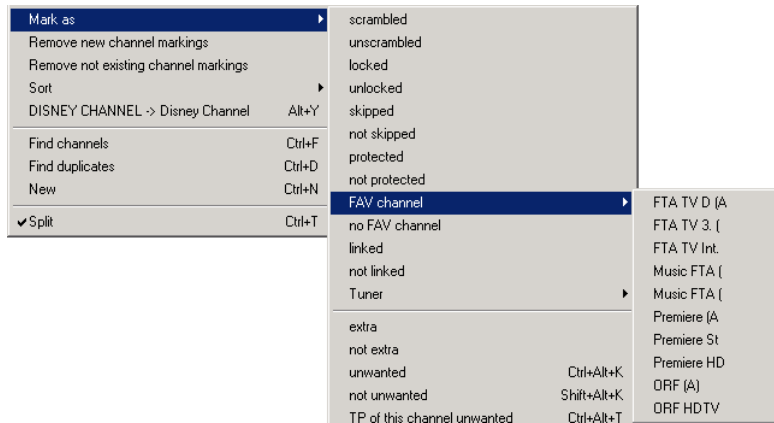 Mark as
Remove new channel markings
Remove not existing channel markings
Sort
DISNEY CHANNEL -> Disney Channel Alt+Y
Find channels Ctrl+F
Find duplicates Ctrl+D
New Ctrl+N
Split Ctrl+T
scrambled
unscrambled
locked
unlocked
skipped
not skipped
protected
not protected
FAV channel
no FAV channel
linked
not linked
Tuner
extra
not extra
unwanted Ctrl+Alt+K
not unwanted Shift+Alt+K
TP of this channel unwanted Ctrl+Alt+T
FTA TV D (A
FTA TV 3. (
FTA TV Int.
Music FTA (
Music FTA (
Premiere (A
Premiere St
Premiere HD
ORF (A)
ORF HDTV